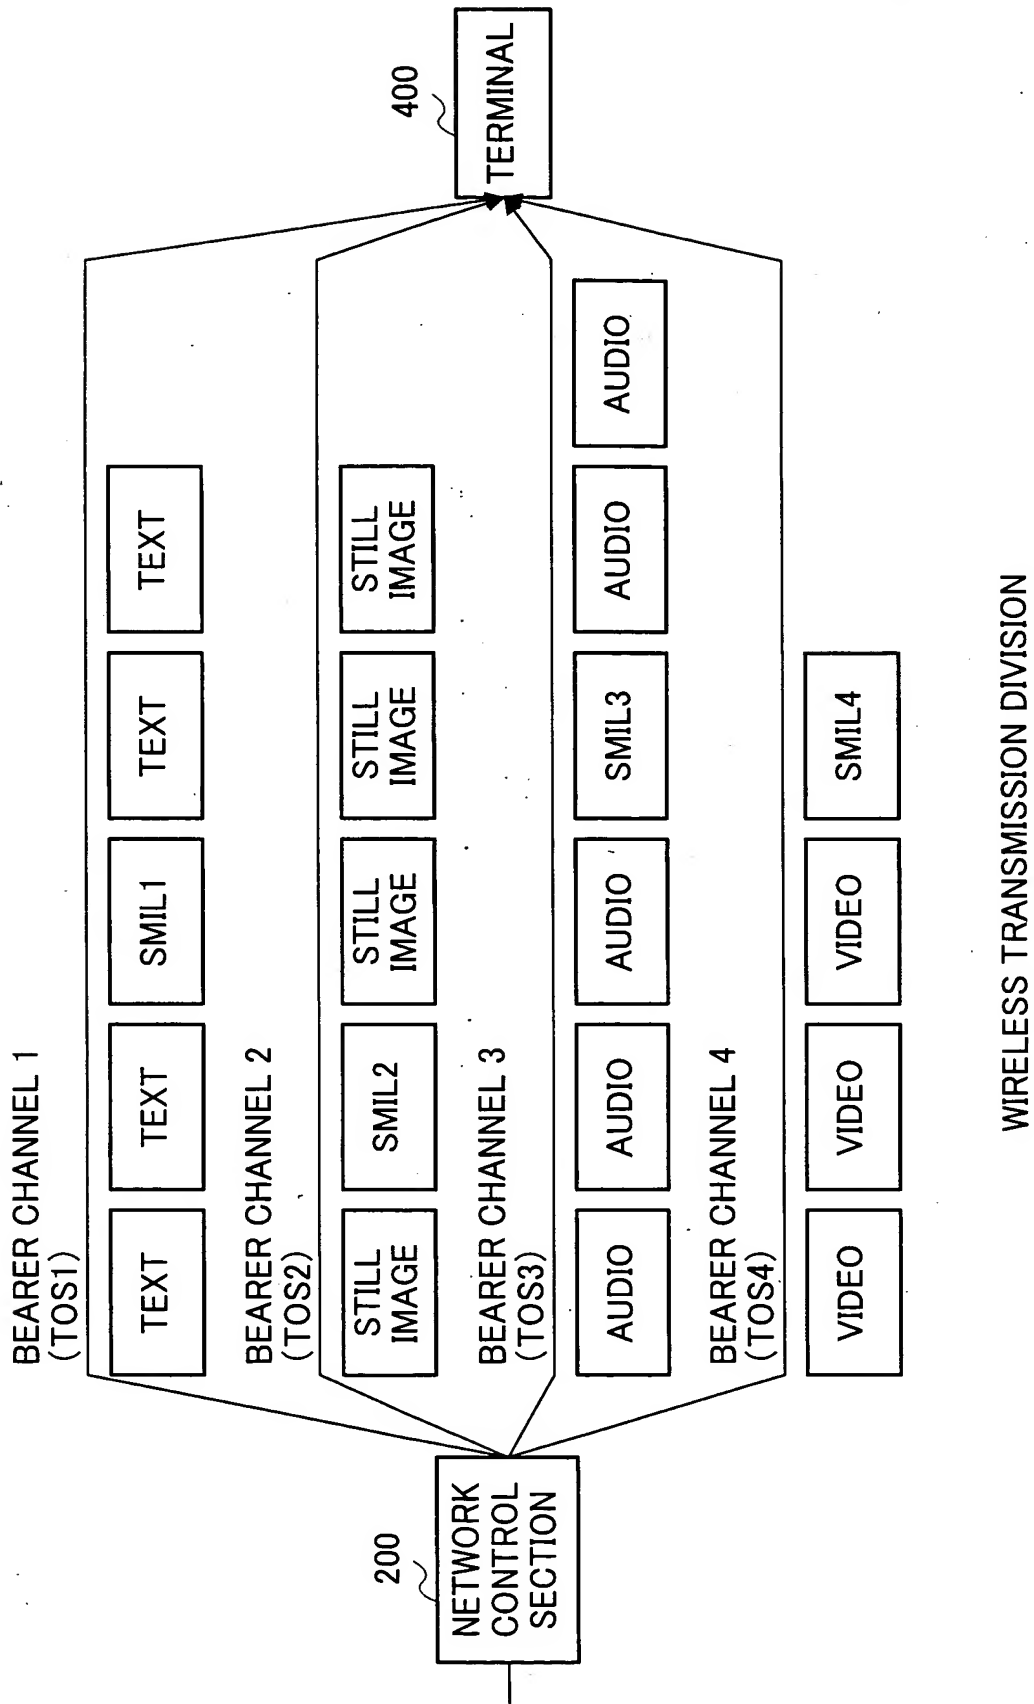 BEARER CHANNEL 1
(TOS1)
TEXT
TEXT
SMIL1
TEXT
TEXT
BEARER CHANNEL 2
(TOS2)
STILL
IMAGE
SMIL2
STILL
IMAGE
STILL
IMAGE
STILL
IMAGE
BEARER CHANNEL 3
(TOS3)
AUDIO
AUDIO
AUDIO
SMIL3
AUDIO
AUDIO
BEARER CHANNEL 4
(TOS4)
VIDEO
VIDEO
VIDEO
SMIL4
200
NETWORK
CONTROL
SECTION
400
TERMINAL
WIRELESS TRANSMISSION DIVISION